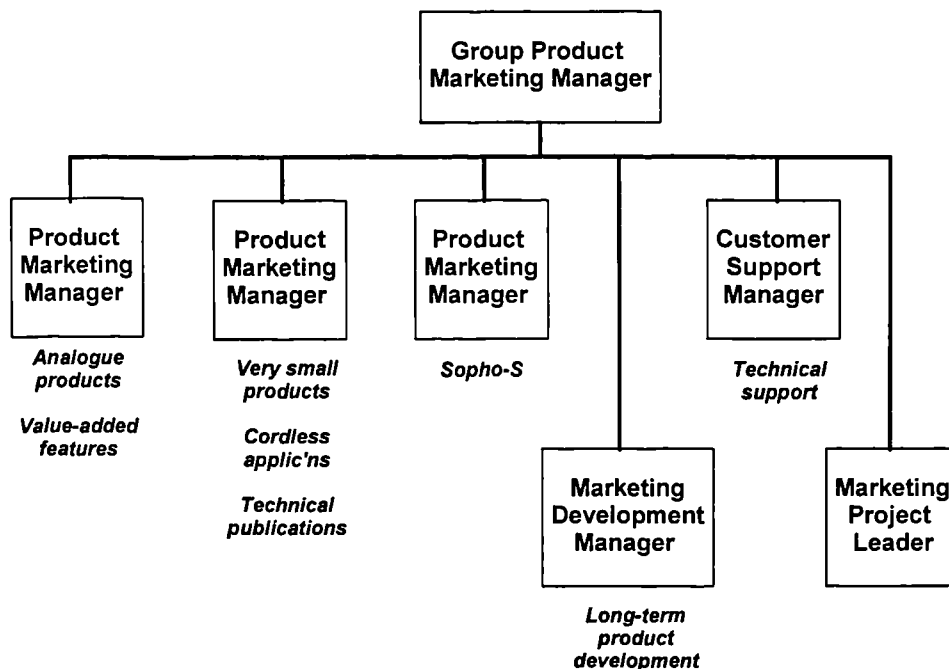 Group Product
Marketing Manager
Product
Marketing
Manager
Analogue
products
Value-added
features
Product
Marketing
Manager
Very small
products
Cordless
applic'ns
Technical
publications
Product
Marketing
Manager
Sopho-S
Customer
Support
Manager
Technical
support
Marketing
Development
Manager
Long-term
product
development
Marketing
Project
Leader